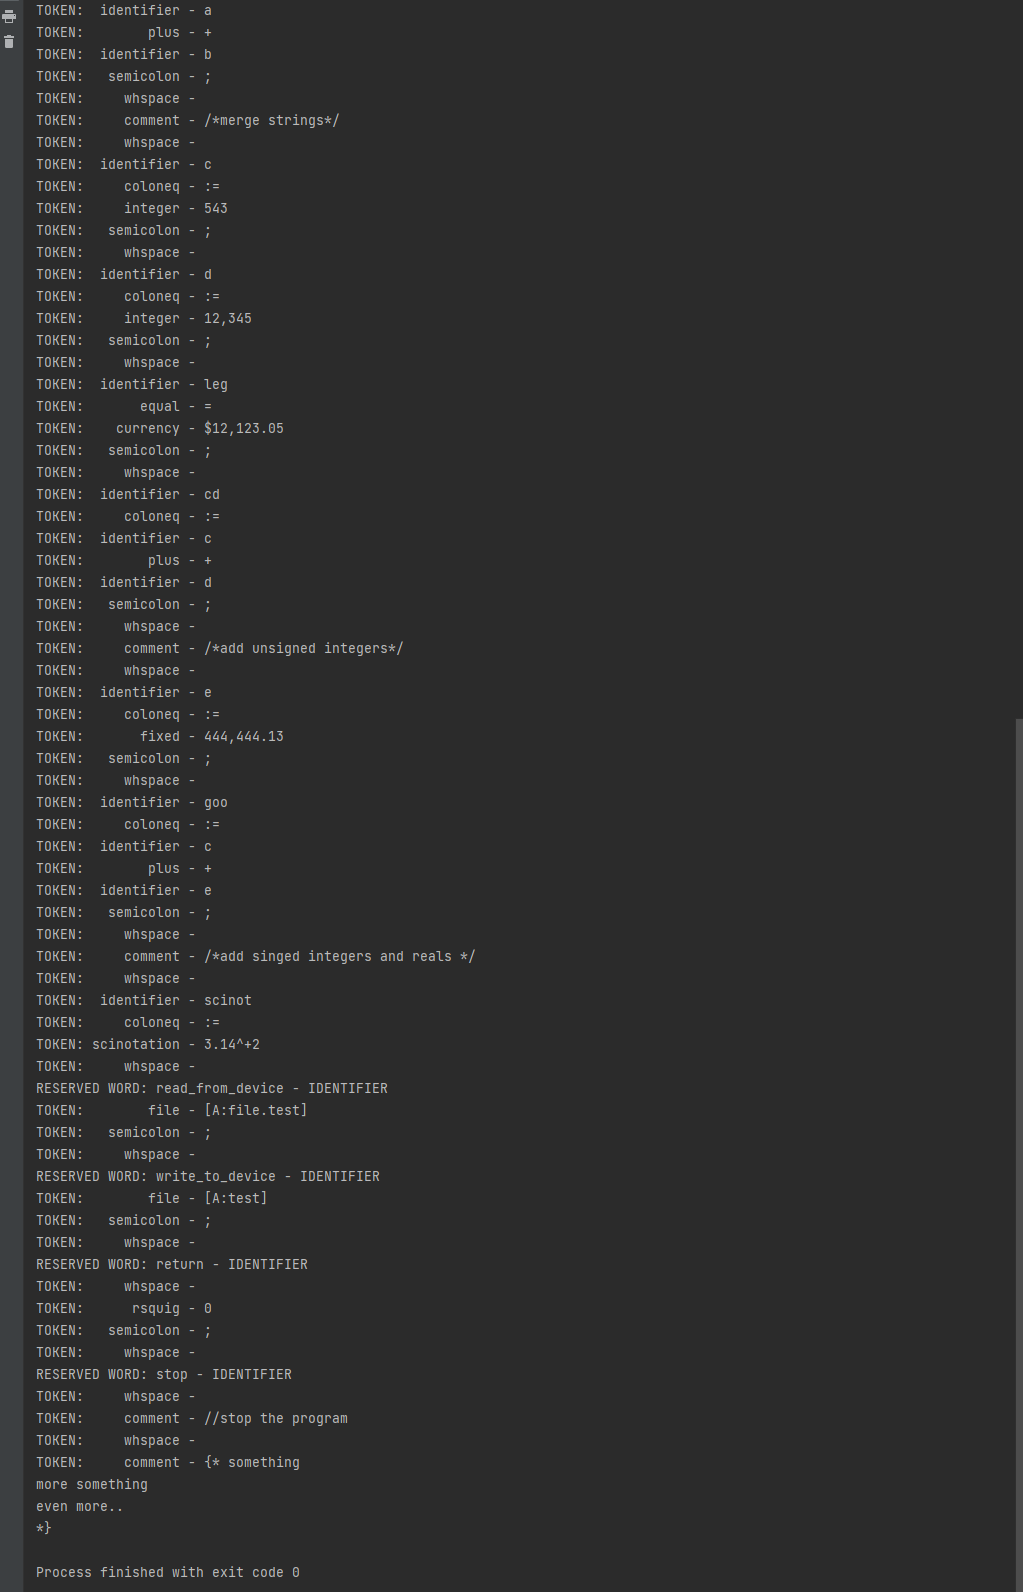 TOKEN:  identifier - a
TOKEN:        plus - +
TOKEN:  identifier - b
TOKEN:   semicolon - ;
TOKEN:     whspace -
TOKEN:     comment - /*merge strings*/
TOKEN:     whspace -
TOKEN:  identifier - c
TOKEN:     coloneq - :=
TOKEN:     integer - 543
TOKEN:   semicolon - ;
TOKEN:     whspace -
TOKEN:  identifier - d
TOKEN:     coloneq - :=
TOKEN:     integer - 12,345
TOKEN:   semicolon - ;
TOKEN:     whspace -
TOKEN:  identifier - leg
TOKEN:       equal - =
TOKEN:    currency - $12,123.05
TOKEN:   semicolon - ;
TOKEN:     whspace -
TOKEN:  identifier - cd
TOKEN:     coloneq - :=
TOKEN:  identifier - c
TOKEN:        plus - +
TOKEN:  identifier - d
TOKEN:   semicolon - ;
TOKEN:     whspace -
TOKEN:     comment - /*add unsigned integers*/
TOKEN:     whspace -
TOKEN:  identifier - e
TOKEN:     coloneq - :=
TOKEN:       fixed - 444,444.13
TOKEN:   semicolon - ;
TOKEN:     whspace -
TOKEN:  identifier - goo
TOKEN:     coloneq - :=
TOKEN:  identifier - c
TOKEN:        plus - +
TOKEN:  identifier - e
TOKEN:   semicolon - ;
TOKEN:     whspace -
TOKEN:     comment - /*add singed integers and reals */
TOKEN:     whspace -
TOKEN:  identifier - scinot
TOKEN:     coloneq - :=
TOKEN: scinotation - 3.14^+2
TOKEN:     whspace -
RESERVED WORD: read_from_device - IDENTIFIER
TOKEN:        file - [A:file.test]
TOKEN:   semicolon - ;
TOKEN:     whspace -
RESERVED WORD: write_to_device - IDENTIFIER
TOKEN:        file - [A:test]
TOKEN:   semicolon - ;
TOKEN:     whspace -
RESERVED WORD: return - IDENTIFIER
TOKEN:     whspace -
TOKEN:      rsquig - 0
TOKEN:   semicolon - ;
TOKEN:     whspace -
RESERVED WORD: stop - IDENTIFIER
TOKEN:     whspace -
TOKEN:     comment - //stop the program
TOKEN:     whspace -
TOKEN:     comment - {* something
more something
even more..
*}
Process finished with exit code 0